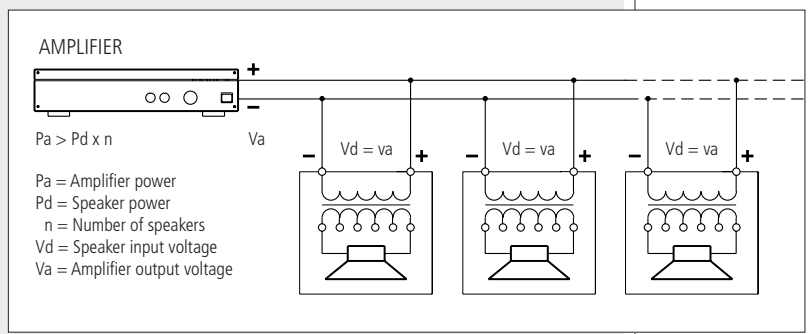 AMPLIFIER
+
−
Pa > Pd x n
Va
Pa = Amplifier power
Pd = Speaker power
n = Number of speakers
Vd = Speaker input voltage
Va = Amplifier output voltage
− Vd = va +
− Vd = va +
− Vd = va +